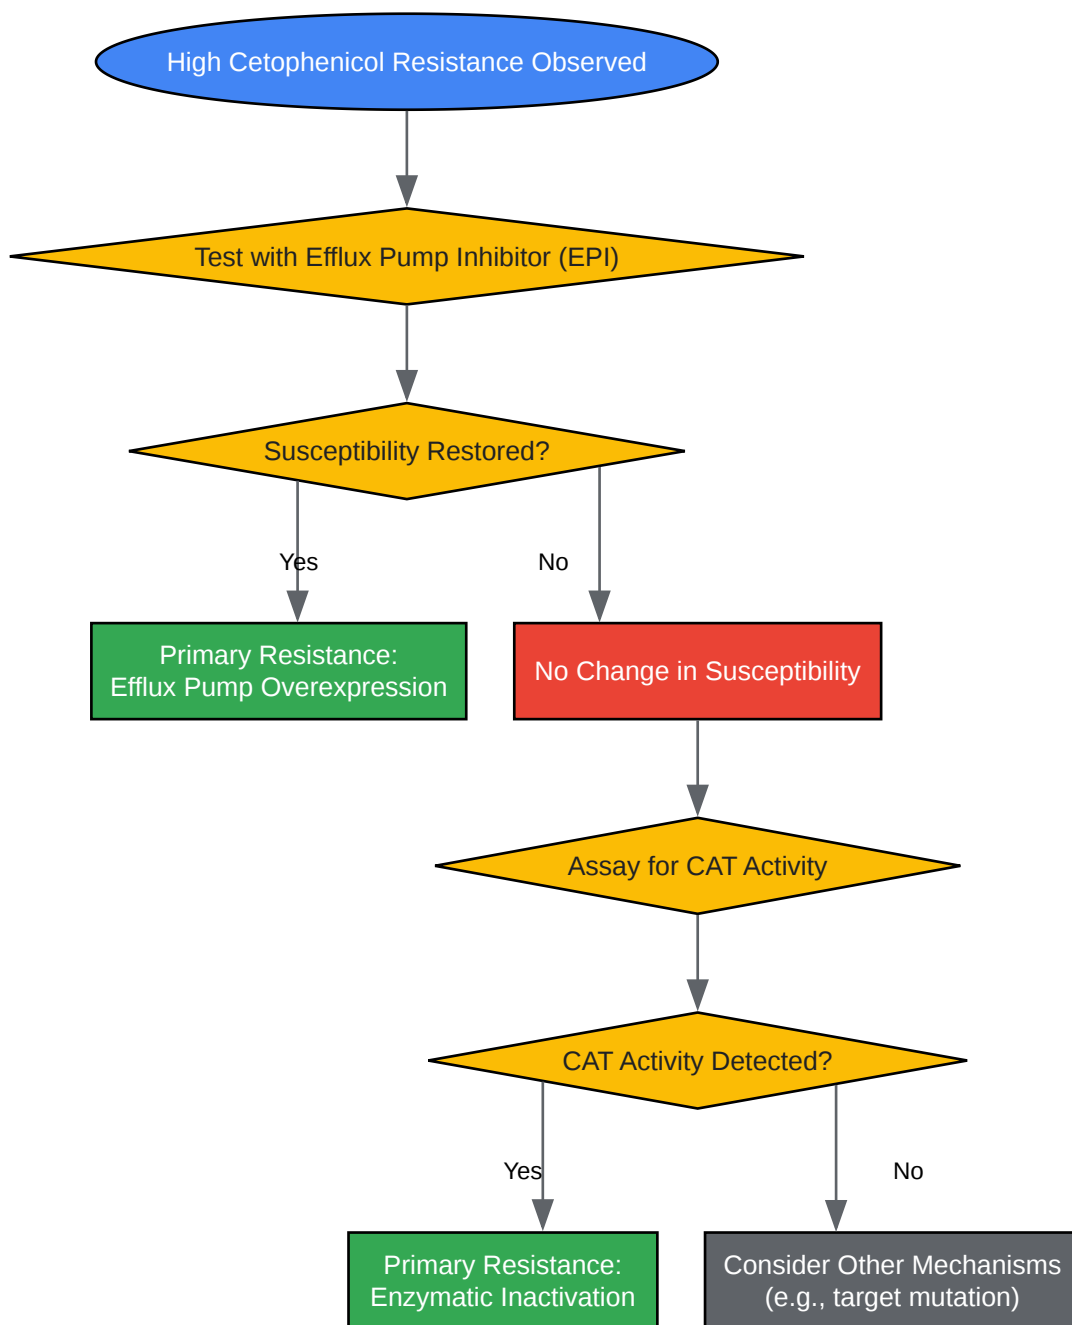 High Cetophenicol Resistance Observed
Test with Efflux Pump Inhibitor (EPI)
Susceptibility Restored?
Yes
No
Primary Resistance:
Efflux Pump Overexpression
No Change in Susceptibility
Assay for CAT Activity
CAT Activity Detected?
Yes
No
Primary Resistance:
Enzymatic Inactivation
Consider Other Mechanisms
(e.g., target mutation)